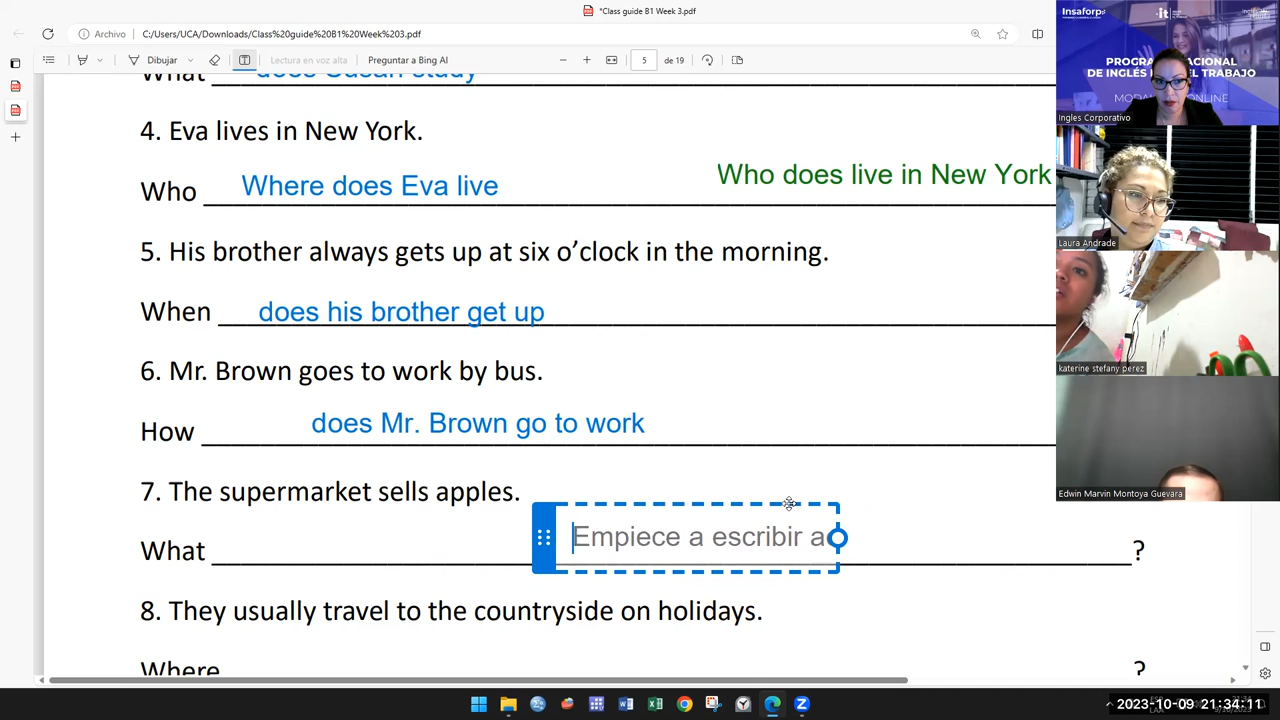 *Class guide B1 Week 3.pdf
Archivo
C:/Users/UCA/Downloads/Class%20guide%20B1%20Week%203.pdf
Dibujar
Lectura en voz alta
Preguntar a Bing AI
5
de 19
What does Susan study
4. Eva lives in New York.
Who Where does Eva live
Who does live in New York
5. His brother always gets up at six o’clock in the morning.
When does his brother get up
6. Mr. Brown goes to work by bus.
How does Mr. Brown go to work
7. The supermarket sells apples.
Empiece a escribir a
What ?
8. They usually travel to the countryside on holidays.
Where ?
Insaforp
Ingles Corporativo
Laura Andrade
katerine stefany perez
Edwin Marvin Montoya Guevara
2023-10-09 21:34:11